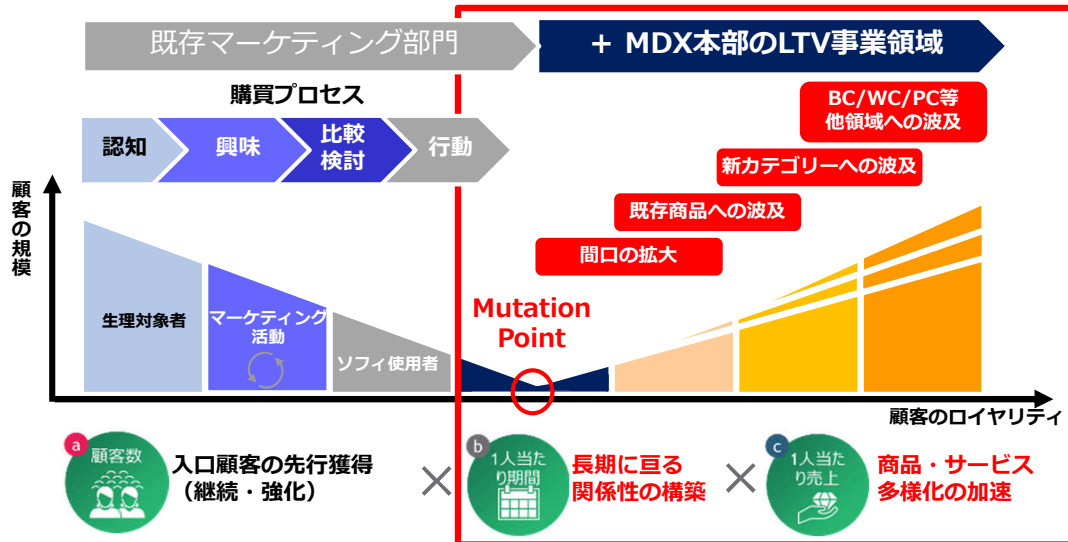 既存マーケティング部門
+ MDX本部のLTV事業領域
購買プロセス
認知
興味
比較
検討
行動
BC/WC/PC等
他領域への波及
新カテゴリーへの波及
既存商品への波及
間口の拡大
顧客の規模
生理対象者
マーケティング
活動
ソフィ使用者
Mutation
Point
顧客のロイヤリティ
a
顧客数
入口顧客の先行獲得
(継続・強化)
×
b
1人当た
り期間
長期に亘る
関係性の構築
×
c
1人当た
り売上
商品・サービス
多様化の加速